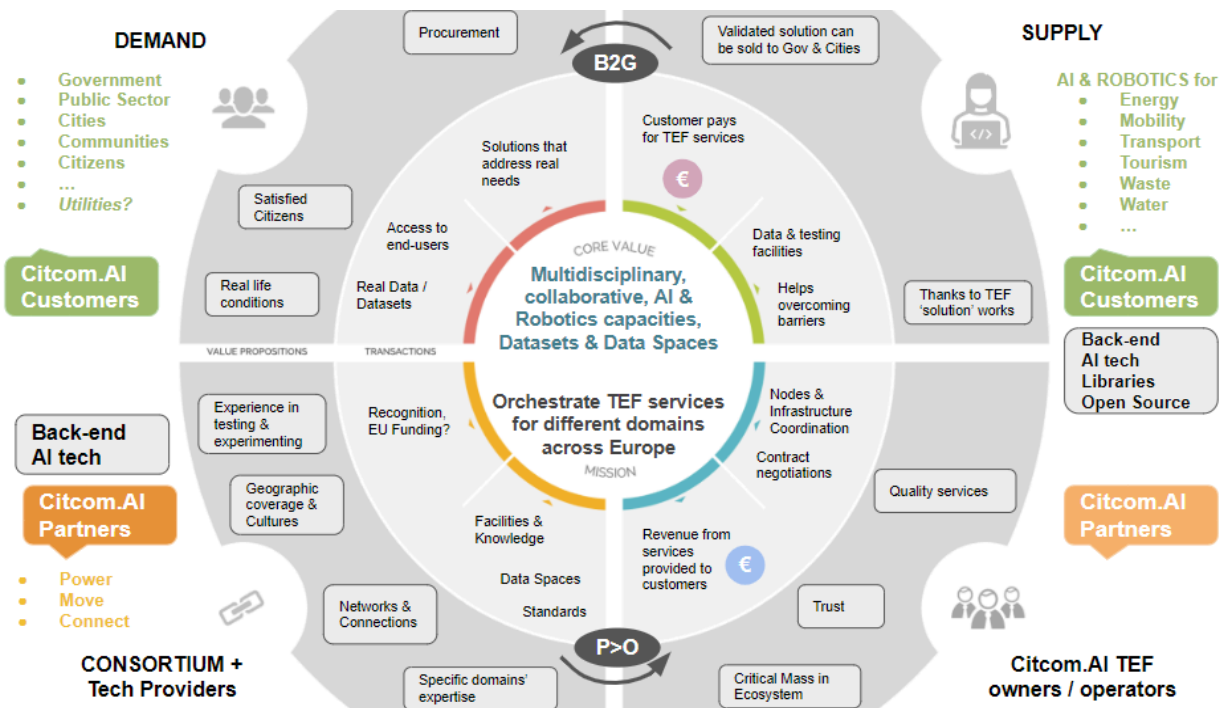 DEMAND
Government
Public Sector
Cities
Communities
Citizens
...
Utilities?
Citcom.AI
Customers
Procurement
Satisfied
Citizens
Real life
conditions
VALUE PROPOSITIONS
TRANSACTIONS
Solutions that
address real
needs
Access to
end-users
Real Data /
Datasets
B2G
Validated solution can
be sold to Gov & Cities
Customer pays
for TEF services
€
Data & testing
facilities
Helps
overcoming
barriers
Thanks to TEF
‘solution’ works
SUPPLY
</>
AI & ROBOTICS for
Energy
Mobility
Transport
Tourism
Waste
Water
...
Citcom.AI
Customers
Back-end
AI tech
Libraries
Open Source
CORE VALUE
Multidisciplinary,
collaborative, AI &
Robotics capacities,
Datasets & Data Spaces
Orchestrate TEF services
for different domains
across Europe
MISSION
Back-end
AI tech
Citcom.AI
Partners
Power
Move
Connect
CONSORTIUM +
Tech Providers
Experience in
testing &
experimenting
Geographic
coverage &
Cultures
Networks &
Connections
Specific domains’
expertise
Recognition,
EU Funding?
Facilities &
Knowledge
Data Spaces
Standards
P>O
Nodes &
Infrastructure
Coordination
Contract
negotiations
Revenue from
services
provided to
customers
€
Quality services
Trust
Critical Mass in
Ecosystem
Citcom.AI
Partners
Citcom.AI TEF
owners / operators